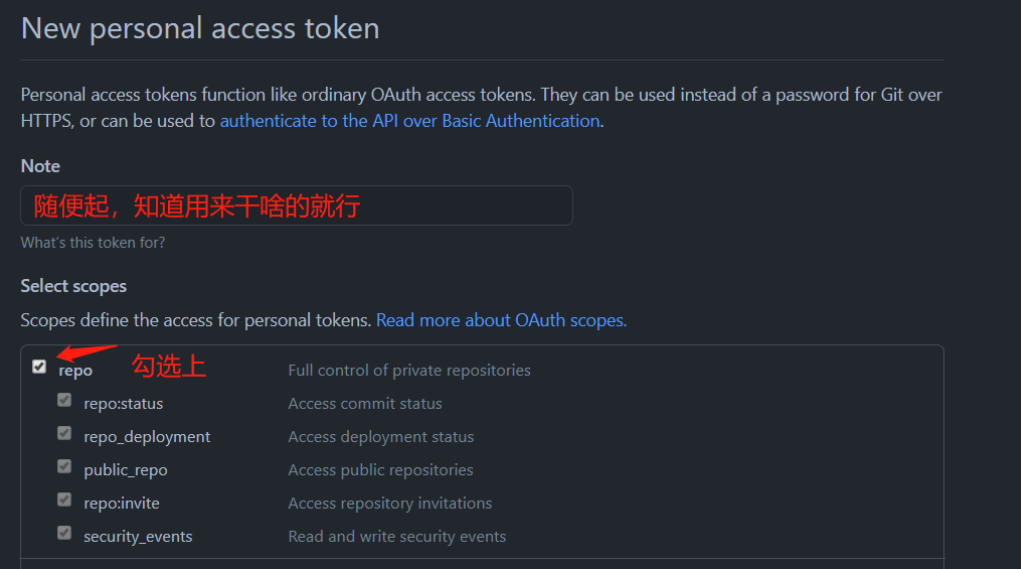 New personal access token
Personal access tokens function like ordinary OAuth access tokens. They can be used instead of a password for Git over
HTTPS, or can be used to authenticate to the API over Basic Authentication.
Note
随便起，知道用来干啥的就行
What's this token for?
Select scopes
Scopes define the access for personal tokens. Read more about OAuth scopes.
repo 勾选上 Full control of private repositories
repo:status Access commit status
repo_deployment Access deployment status
public_repo Access public repositories
repo:invite Access repository invitations
security_events Read and write security events